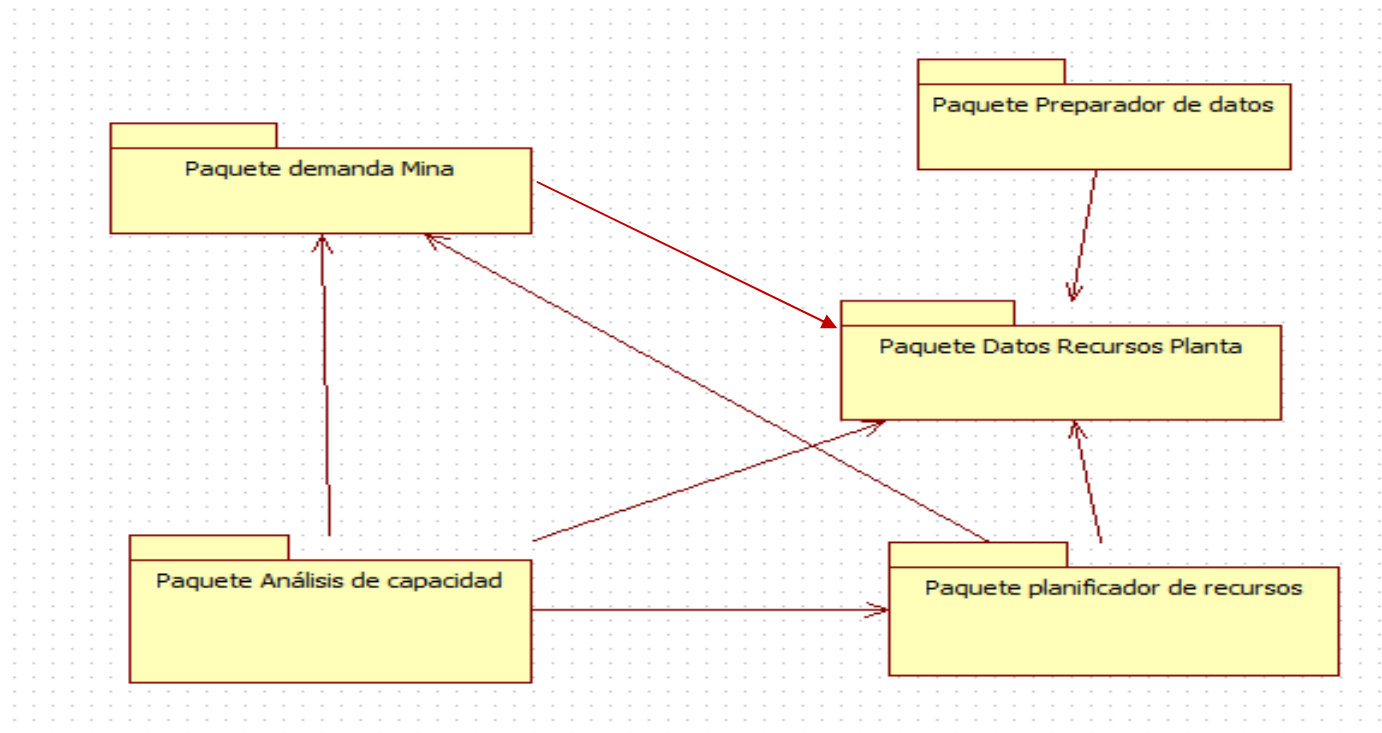 Paquete Preparador de datos
Paquete demanda Mina
Paquete Datos Recursos Planta
Paquete Análisis de capacidad
Paquete planificador de recursos